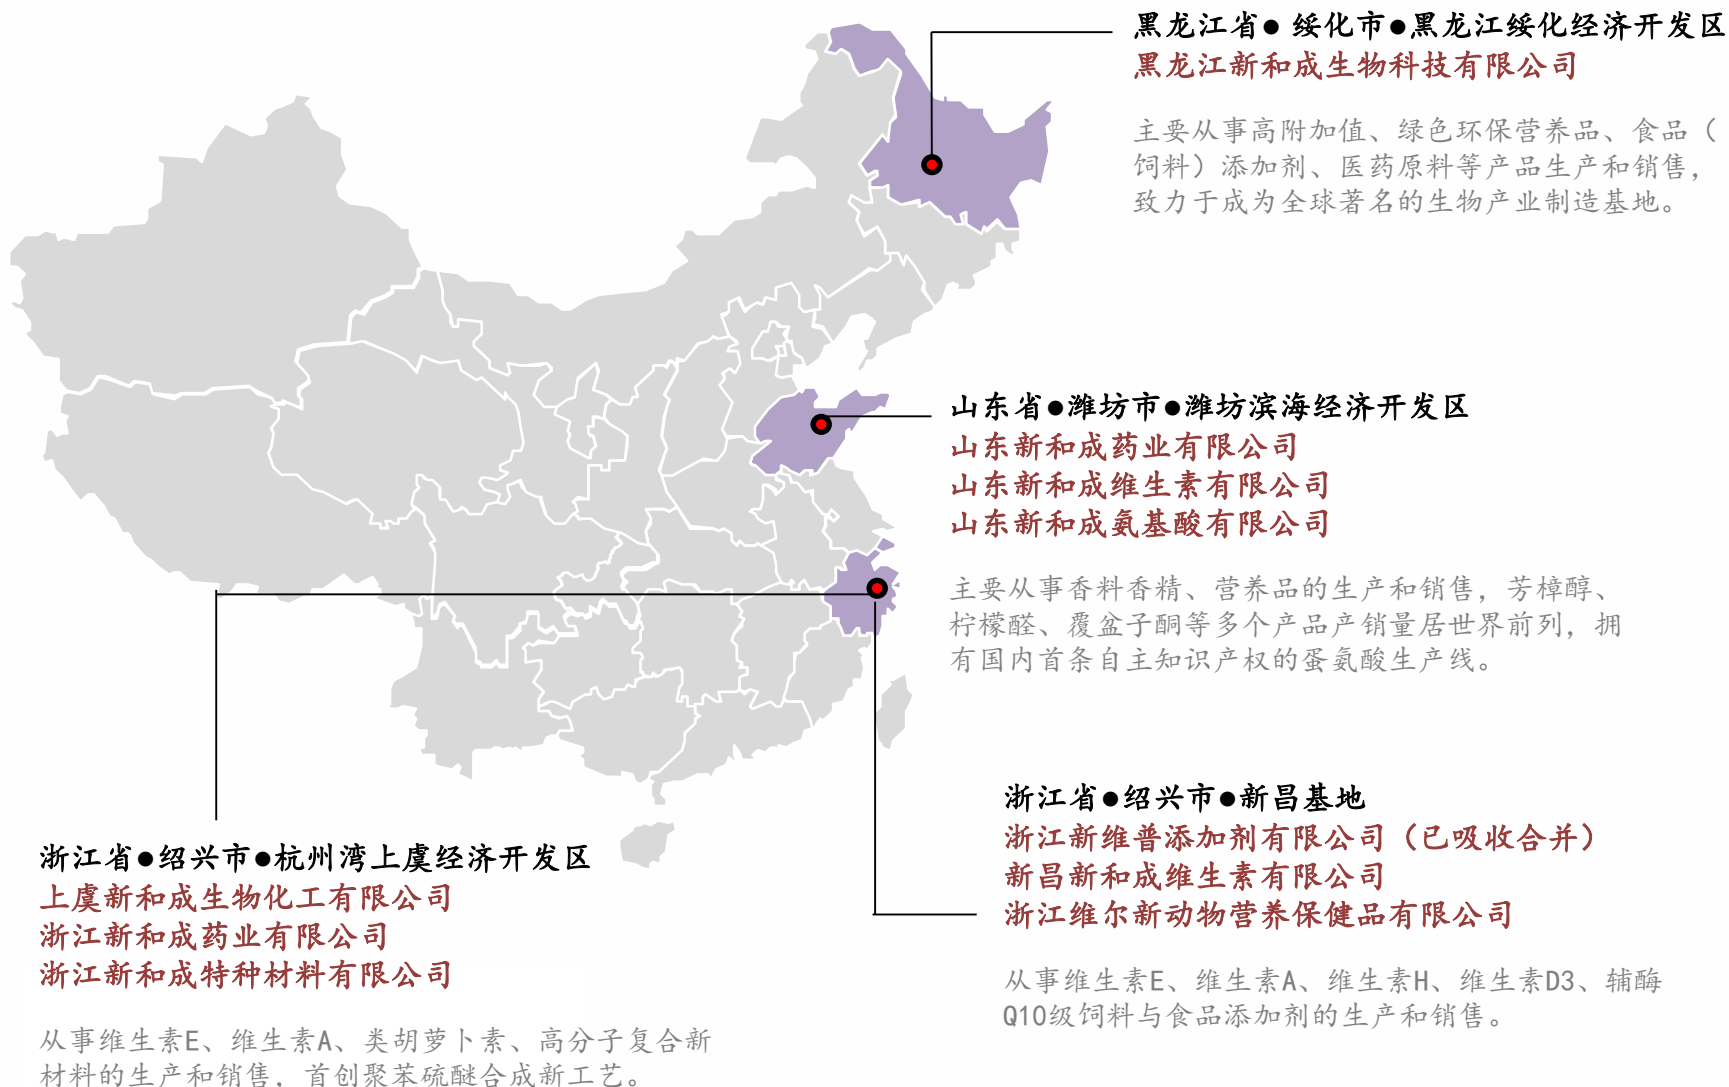 黑龙江省● 绥化市●黑龙江绥化经济开发区
黑龙江新和成生物科技有限公司
主要从事高附加值、绿色环保营养品、食品（
饲料）添加剂、医药原料等产品生产和销售，
致力于成为全球著名的生物产业制造基地。
山东省●潍坊市●潍坊滨海经济开发区
山东新和成药业有限公司
山东新和成维生素有限公司
山东新和成氨基酸有限公司
主要从事香料香精、营养品的生产和销售，芳樟醇、
柠檬醛、覆盆子酮等多个产品产销量居世界前列，拥
有国内首条自主知识产权的蛋氨酸生产线。
浙江省●绍兴市●新昌基地
浙江新维普添加剂有限公司（已吸收合并）
新昌新和成维生素有限公司
浙江维尔新动物营养保健品有限公司
从事维生素E、维生素A、维生素H、维生素D3、辅酶
Q10级饲料与食品添加剂的生产和销售。
浙江省●绍兴市●杭州湾上虞经济开发区
上虞新和成生物化工有限公司
浙江新和成药业有限公司
浙江新和成特种材料有限公司
从事维生素E、维生素A、类胡萝卜素、高分子复合新
材料的生产和销售，首创聚苯硫醚合成新工艺。